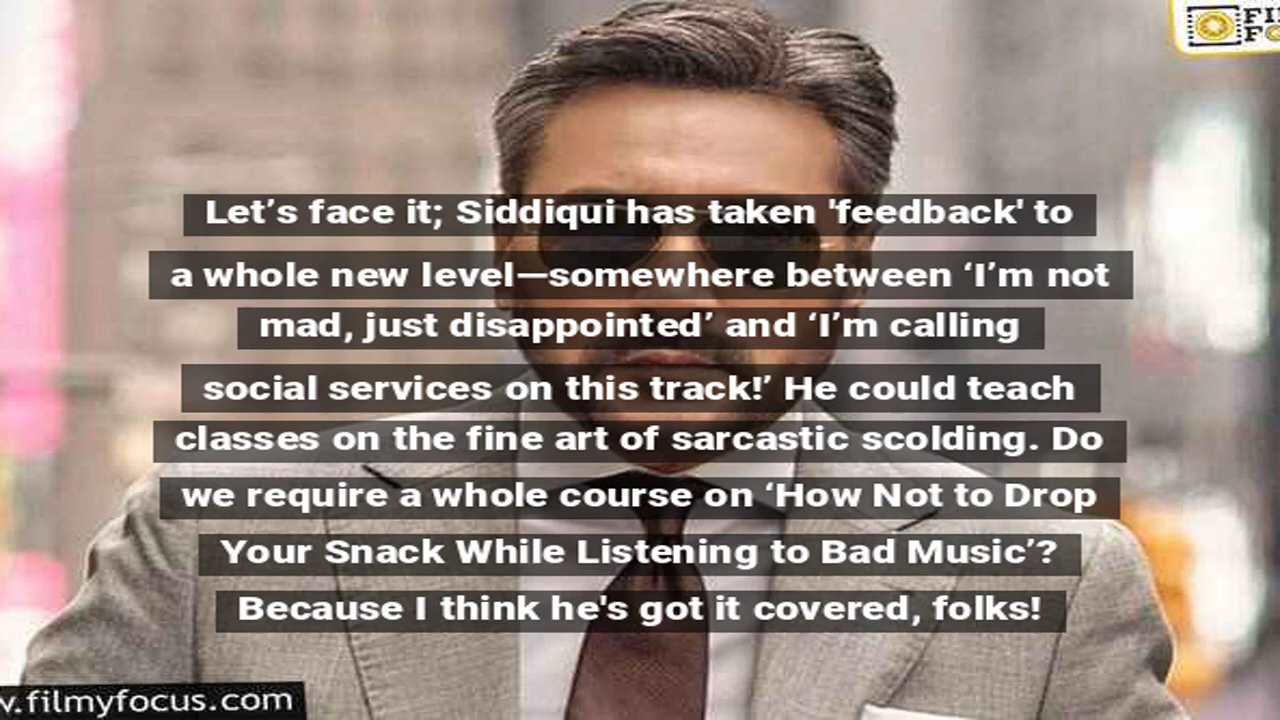 FI
F
Let’s face it; Siddiqui has taken 'feedback' to
a whole new level—somewhere between ‘I’m not
mad, just disappointed’ and ‘I’m calling
social services on this track!’ He could teach
classes on the fine art of sarcastic scolding. Do
we require a whole course on ‘How Not to Drop
Your Snack While Listening to Bad Music’?
Because I think he's got it covered, folks!
.filmyfocus.com